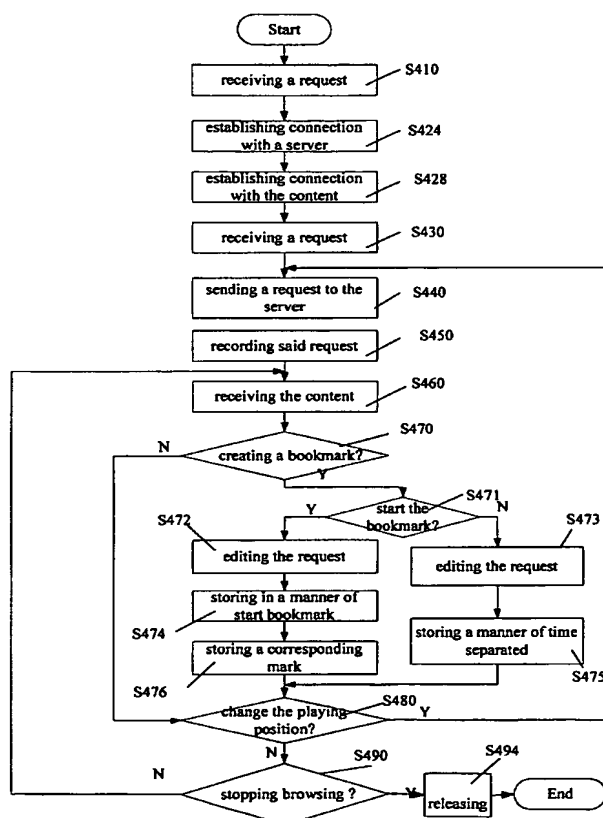 Start
receiving a request
S410
establishing connection
with a server
S424
establishing connection
with the content
S428
receiving a request
S430
sending a request to the
server
S440
recording said request
S450
receiving the content
S460
creating a bookmark?
S470
N
Y
start the
bookmark?
S471
Y
N
S472
editing the request
S473
editing the request
storing in a manner of
start bookmark
S474
storing a manner of time
separated
S475
storing a corresponding
mark
S476
change the playing
position?
S480
Y
N
stopping browsing ?
S490
N
Y
releasing
S494
End